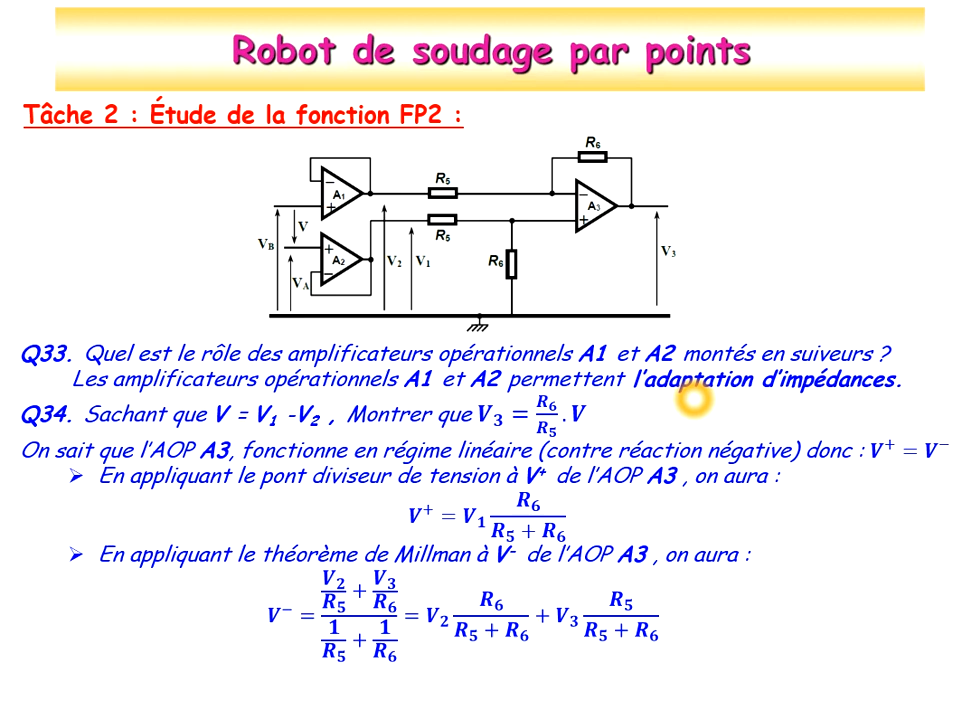 Robot de soudage par points
Tâche 2 : Étude de la fonction FP2 :
R₆
R₅
A₁
A₃
V
R₅
V_B
A₂
V₂
V₁
R₆
V₃
V_A
Q33. Quel est le rôle des amplificateurs opérationnels A1 et A2 montés en suiveurs ?
Les amplificateurs opérationnels A1 et A2 permettent l'adaptation d'impédances.
Q34. Sachant que V = V₁ -V₂ , Montrer que V₃ = R₆/R₅ . V
On sait que l'AOP A3, fonctionne en régime linéaire (contre réaction négative) donc : V⁺ = V⁻
➢ En appliquant le pont diviseur de tension à V⁺ de l'AOP A3 , on aura :
V⁺ = V₁ R₆/(R₅ + R₆)
➢ En appliquant le théorème de Millman à V⁻ de l'AOP A3 , on aura :
V⁻ = (V₂/R₅ + V₃/R₆)/(1/R₅ + 1/R₆) = V₂ R₆/(R₅ + R₆) + V₃ R₅/(R₅ + R₆)